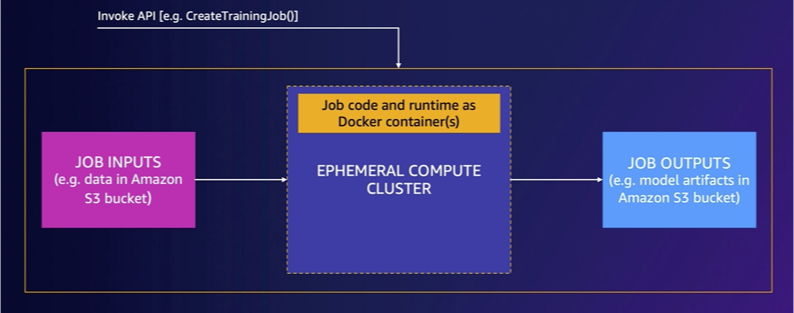 Invoke API [e.g. CreateTrainingJob()]
Job code and runtime as
Docker container(s)
JOB INPUTS
(e.g. data in Amazon
S3 bucket)
EPHEMERAL COMPUTE
CLUSTER
JOB OUTPUTS
(e.g. model artifacts in
Amazon S3 bucket)